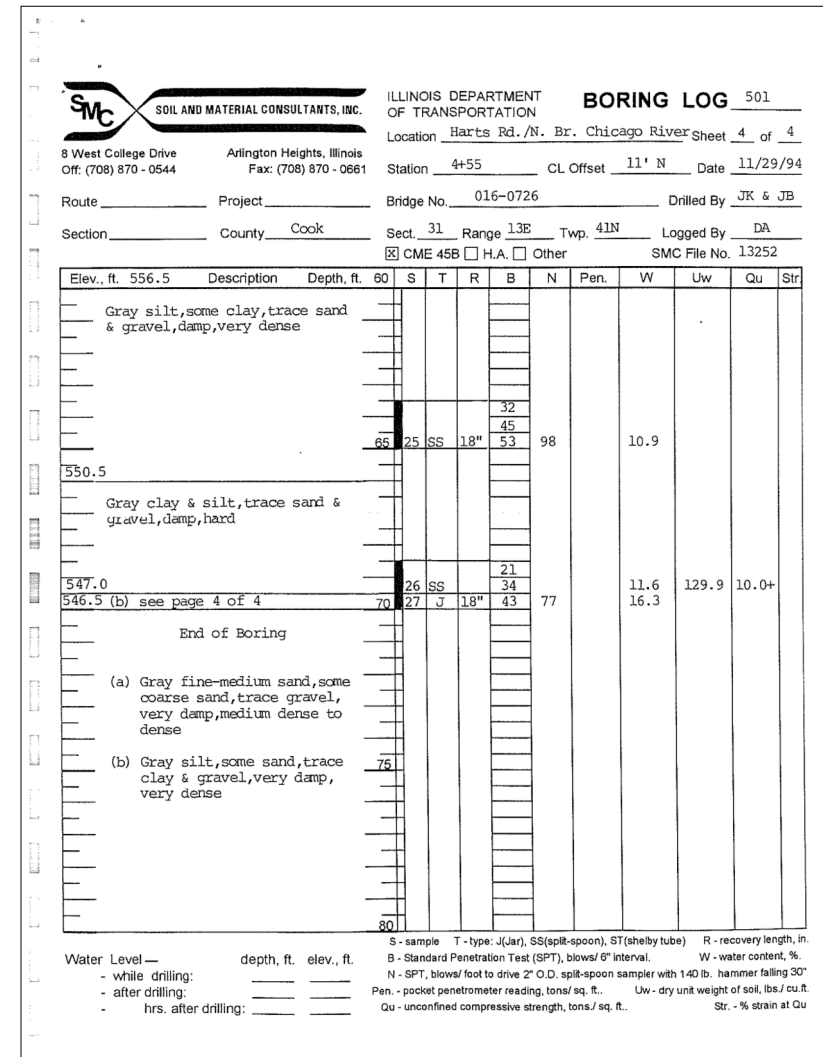 SMC SOIL AND MATERIAL CONSULTANTS, INC.
8 West College Drive Arlington Heights, Illinois
Off: (708) 870 - 0544 Fax: (708) 870 - 0661
ILLINOIS DEPARTMENT OF TRANSPORTATION BORING LOG 501
Location Harts Rd./N. Br. Chicago River Sheet 4 of 4
Station 4+55 CL Offset 11' N Date 11/29/94
Route Project Bridge No. 016-0726 Drilled By JK & JB
Section County Cook Sect. 31 Range 13E Twp. 41N Logged By DA
X CME 45B H.A. Other SMC File No. 13252
Elev., ft. 556.5 Description Depth, ft. 60 S T R B N Pen. W Uw Qu Str.
Gray silt,some clay,trace sand
& gravel,damp,very dense
32
45
65 25 SS 18" 53 98 10.9
550.5
Gray clay & silt,trace sand &
gravel,damp,hard
21
547.0 26 SS 34 11.6 129.9 10.0+
546.5 (b) see page 4 of 4 70 27 J 18" 43 77 16.3
End of Boring
(a) Gray fine-medium sand,some
coarse sand,trace gravel,
very damp,medium dense to
dense
(b) Gray silt,some sand,trace 75
clay & gravel,very damp,
very dense
80
S - sample T - type: J(Jar), SS(split-spoon), ST(shelby tube) R - recovery length, in.
Water Level — depth, ft. elev., ft. B - Standard Penetration Test (SPT), blows/ 6" interval. W - water content, %.
- while drilling: N - SPT, blows/ foot to drive 2" O.D. split-spoon sampler with 140 lb. hammer falling 30".
- after drilling: Pen. - pocket penetrometer reading, tons/ sq. ft.. Uw - dry unit weight of soil, lbs./ cu.ft.
- hrs. after drilling: Qu - unconfined compressive strength, tons./ sq. ft.. Str. - % strain at Qu